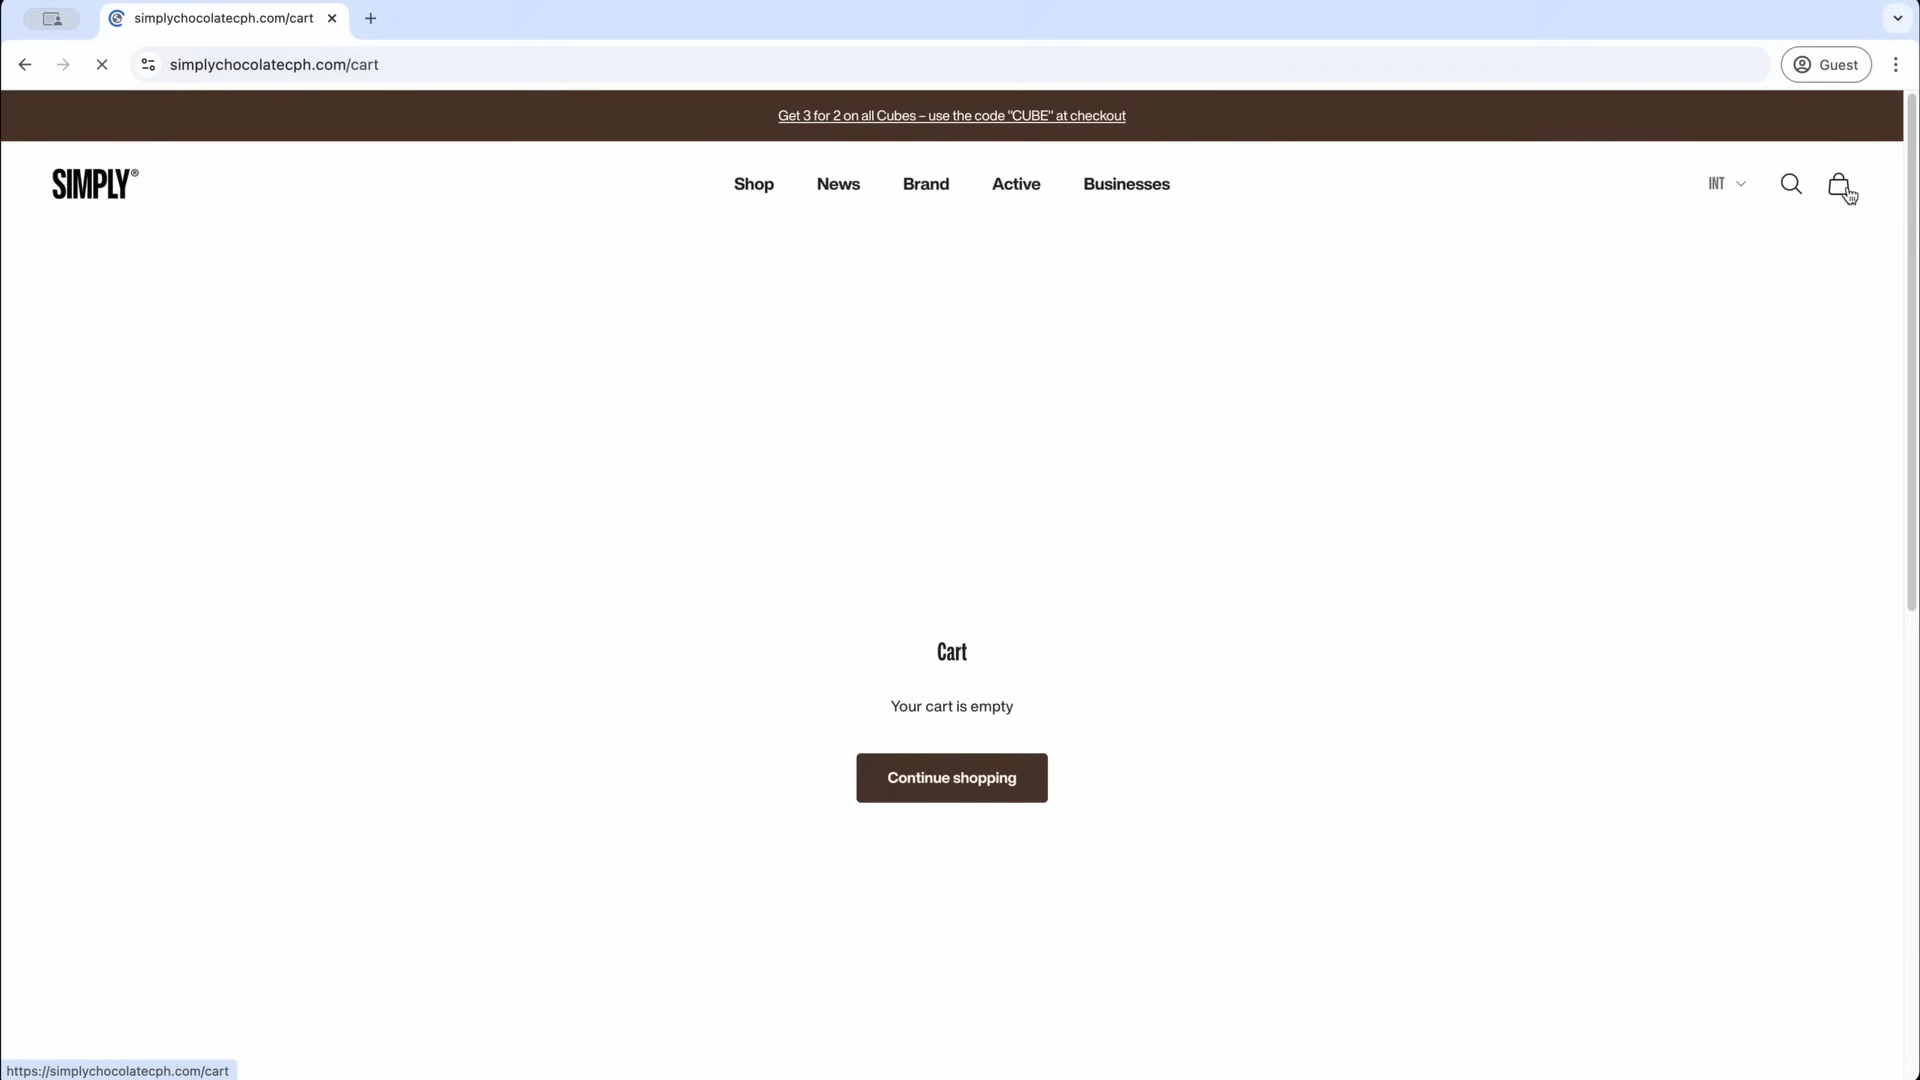 simplychocolatecph.com/cart
simplychocolatecph.com/cart
Guest
Get 3 for 2 on all Cubes – use the code "CUBE" at checkout
SIMPLY®
Shop
News
Brand
Active
Businesses
INT
Cart
Your cart is empty
Continue shopping
https://simplychocolatecph.com/cart